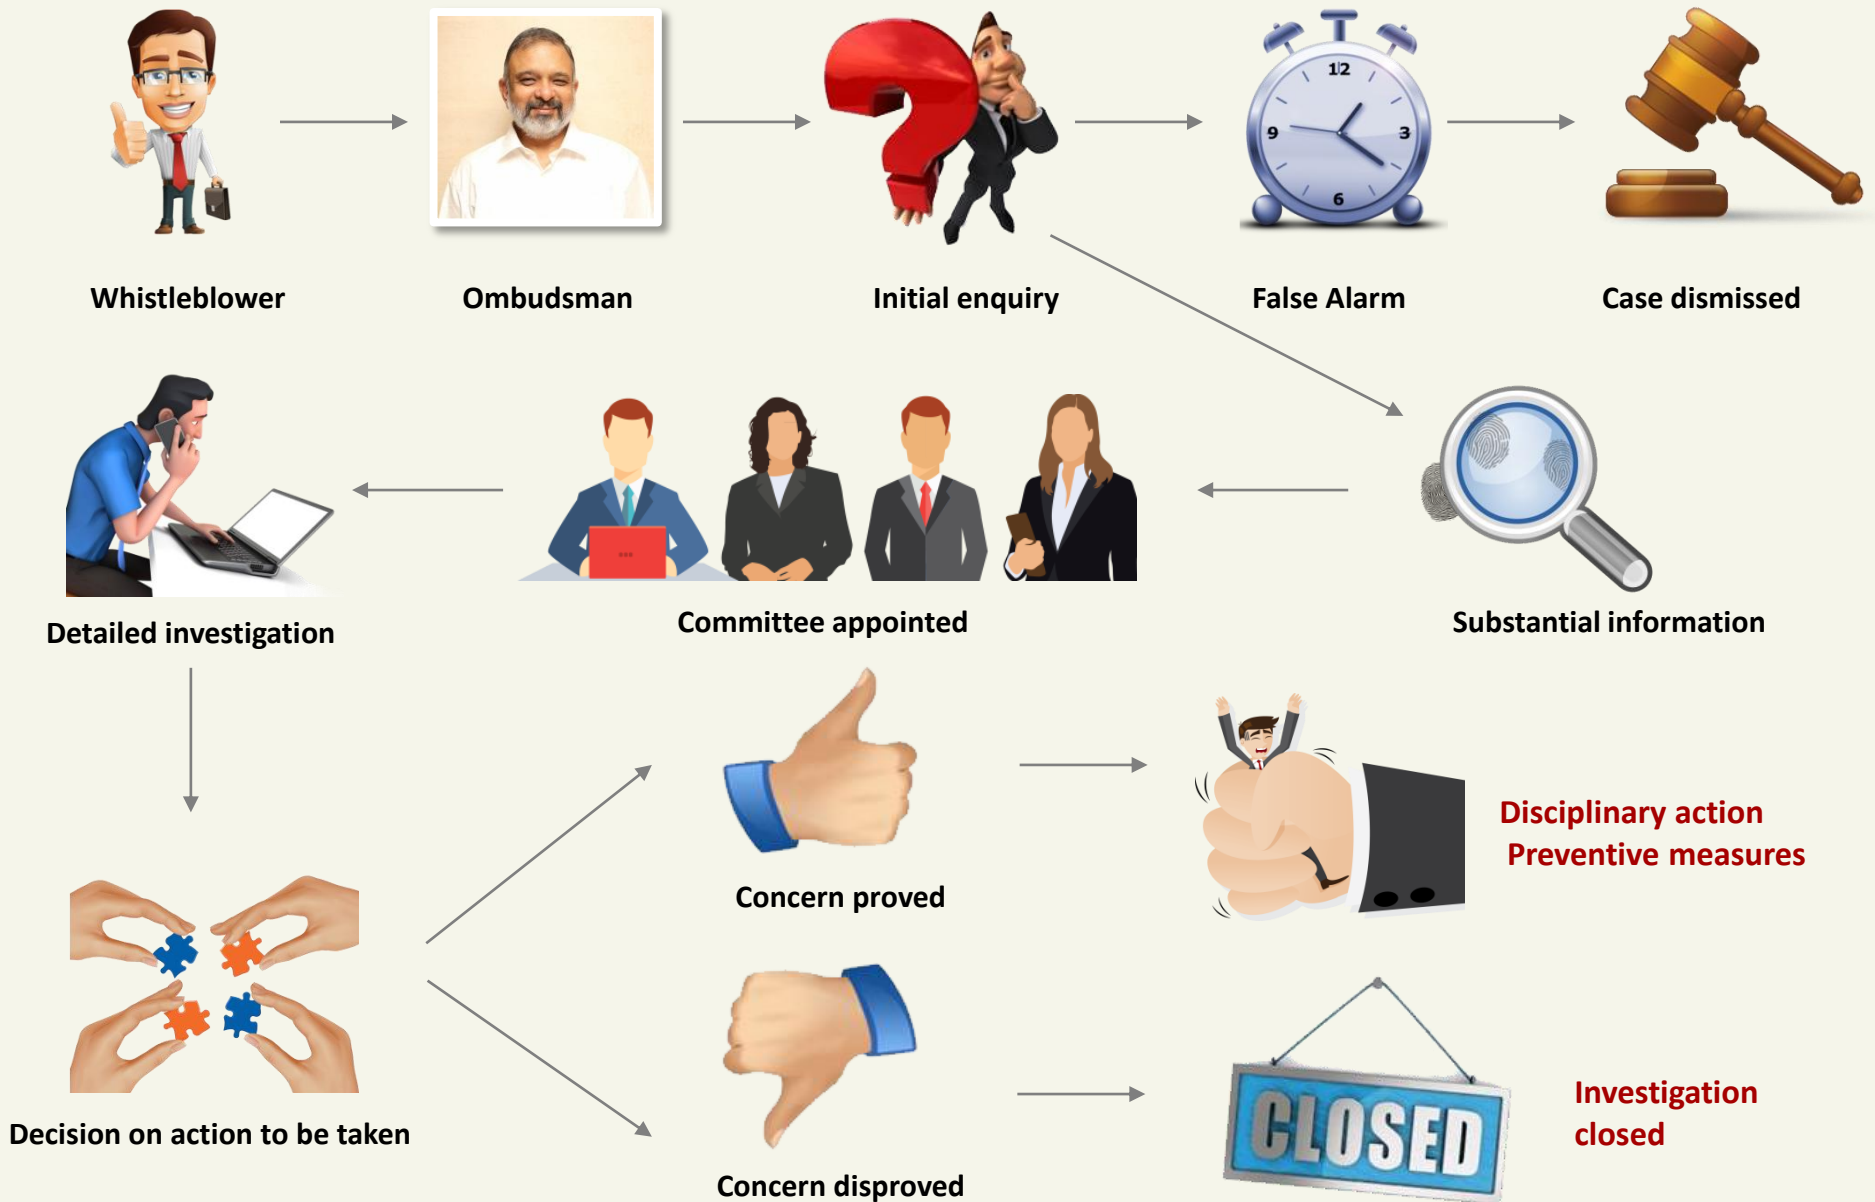 12
9
3
6
Whistleblower
Ombudsman
Initial enquiry
False Alarm
Case dismissed
Detailed investigation
Committee appointed
Substantial information
Disciplinary action
Preventive measures
Concern proved
Decision on action to be taken
CLOSED
Investigation
closed
Concern disproved